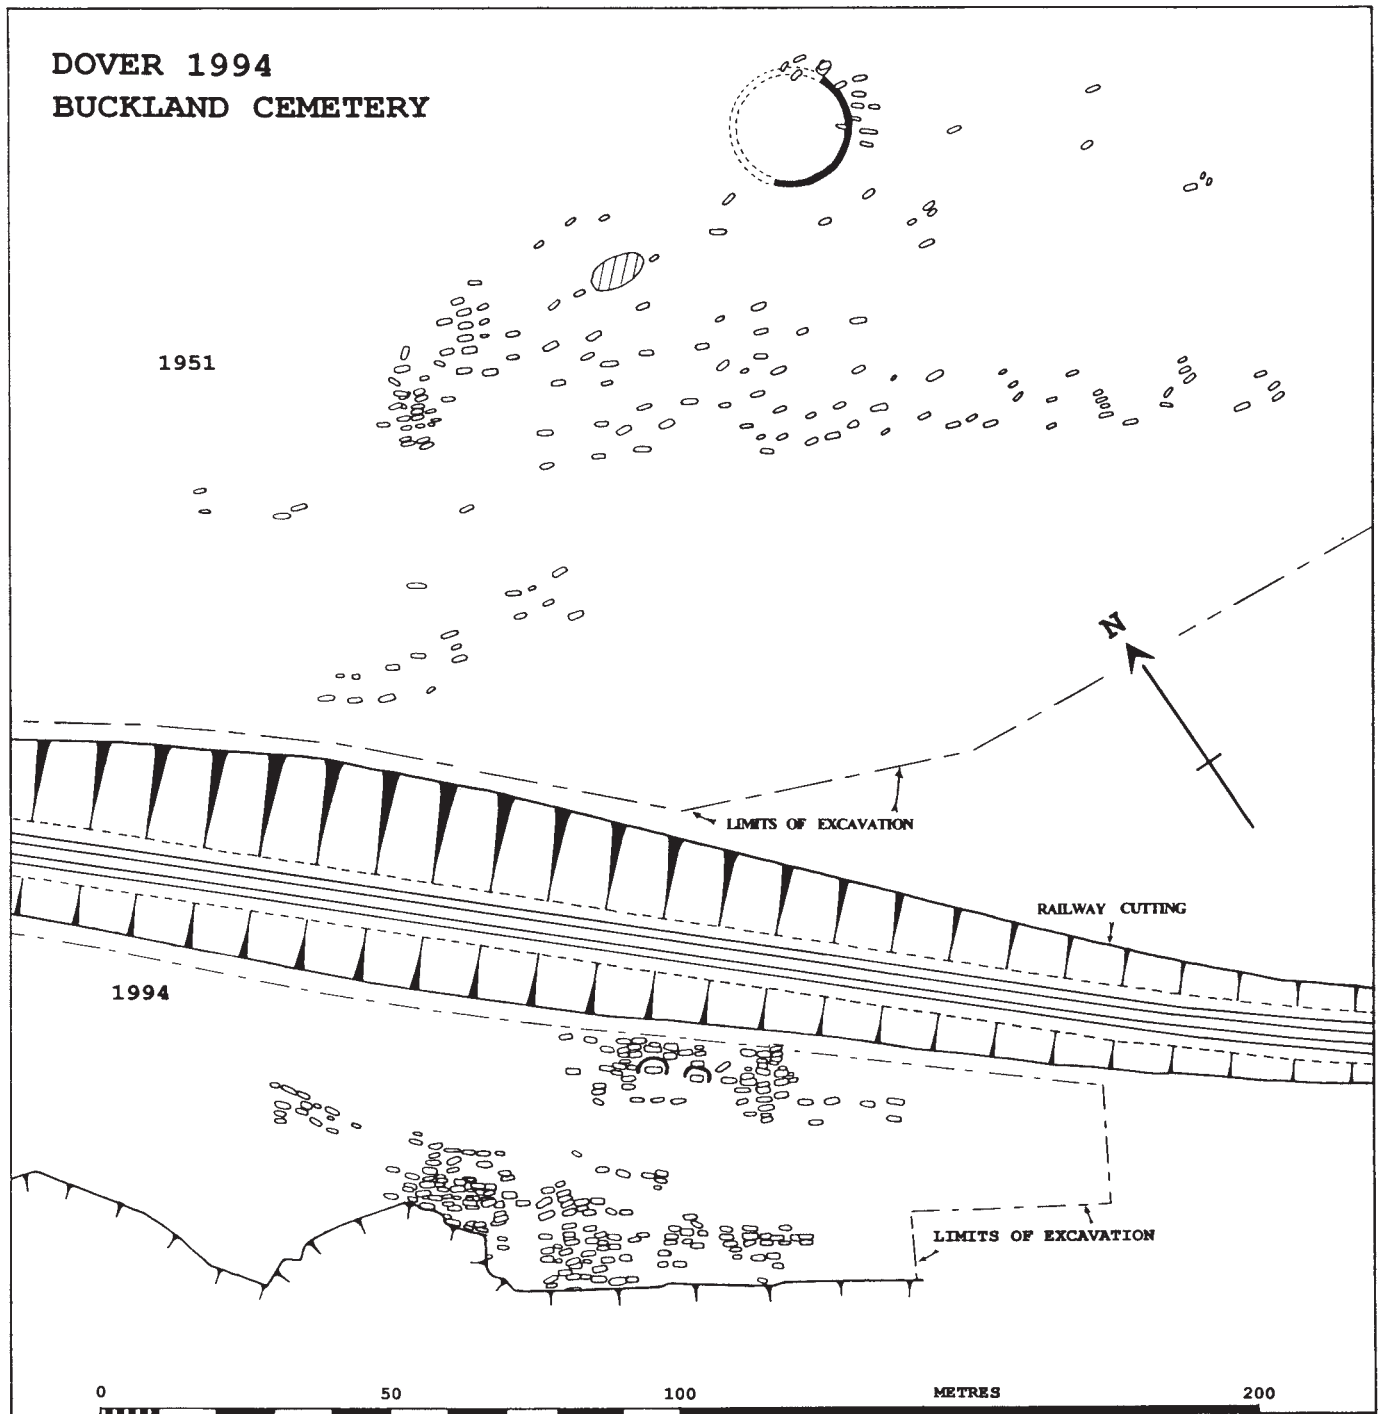 DOVER 1994
BUCKLAND CEMETERY
1951
N
LIMITS OF EXCAVATION
RAILWAY CUTTING
1994
LIMITS OF EXCAVATION
0 50 100 METRES 200